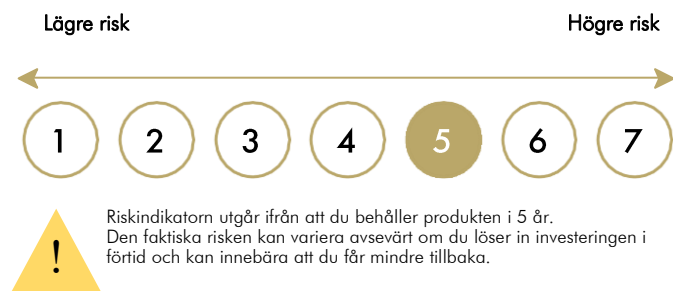 Lägre risk Högre risk
1 2 3 4 5 6 7
Riskindikatorn utgår ifrån att du behåller produkten i 5 år.
Den faktiska risken kan variera avsevärt om du löser in investeringen i
förtid och kan innebära att du får mindre tillbaka.
!